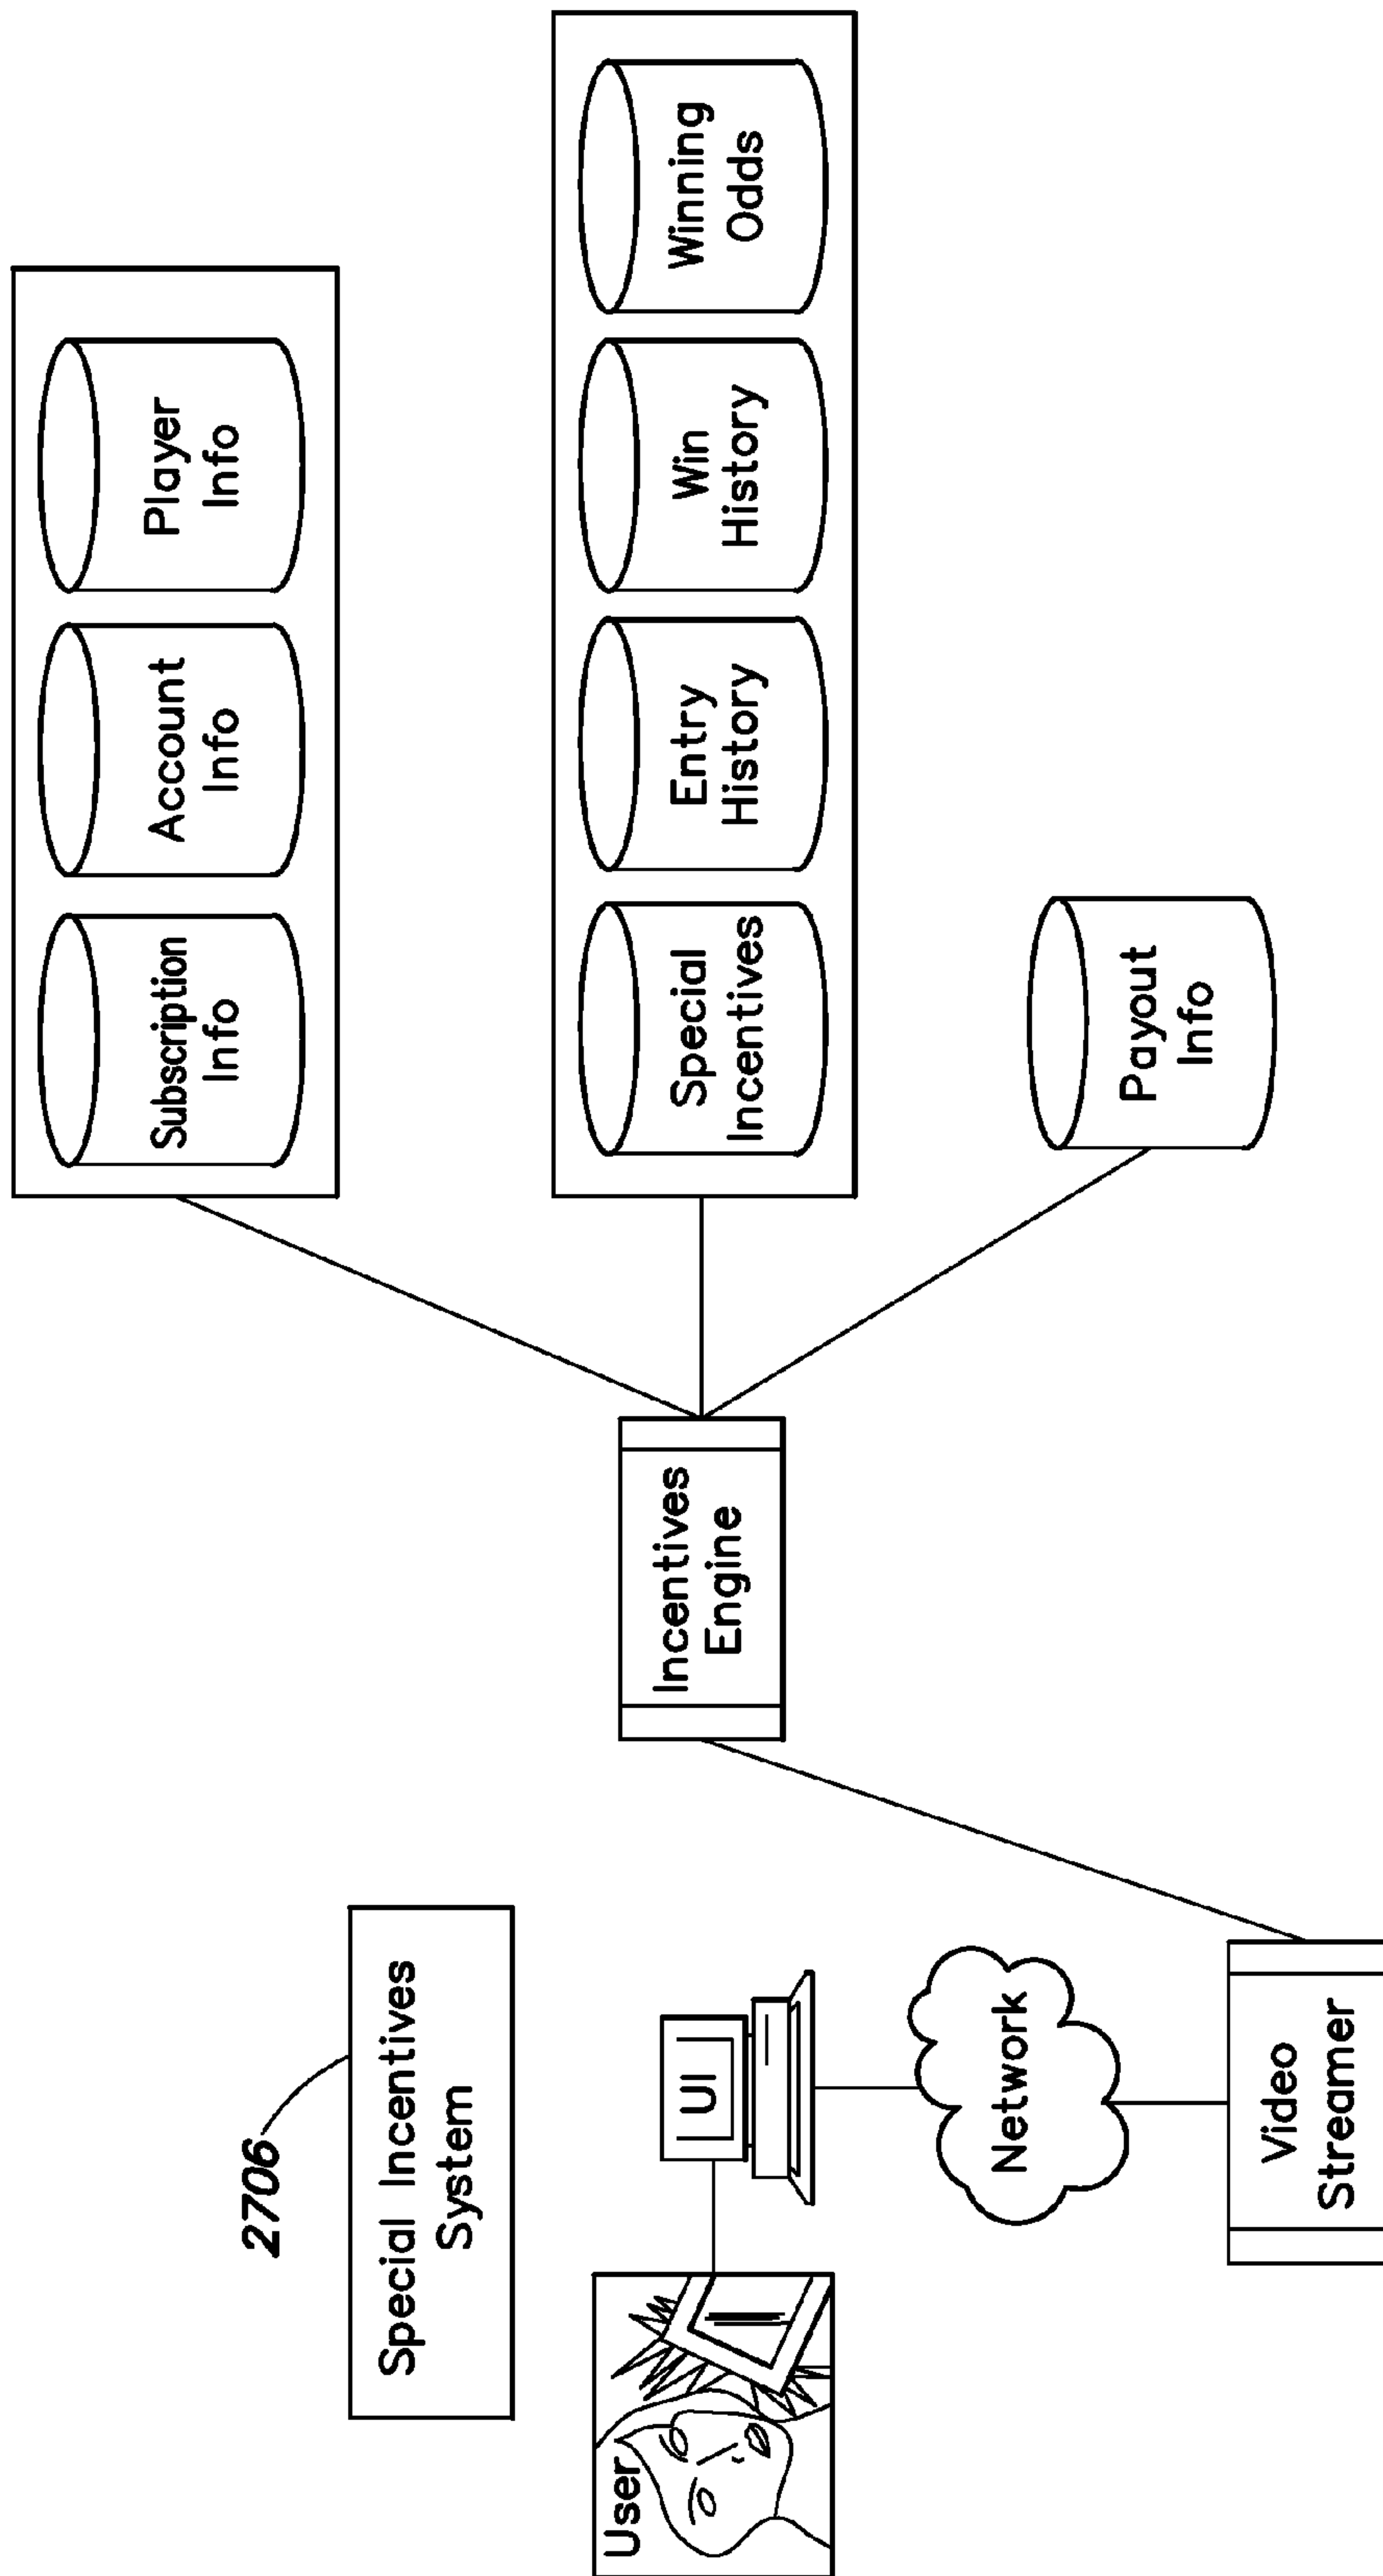 2706
Special Incentives
System
User
UI
Network
Video
Streamer
Incentives
Engine
Subscription
Info
Account
Info
Player
Info
Special
Incentives
Entry
History
Win
History
Winning
Odds
Payout
Info